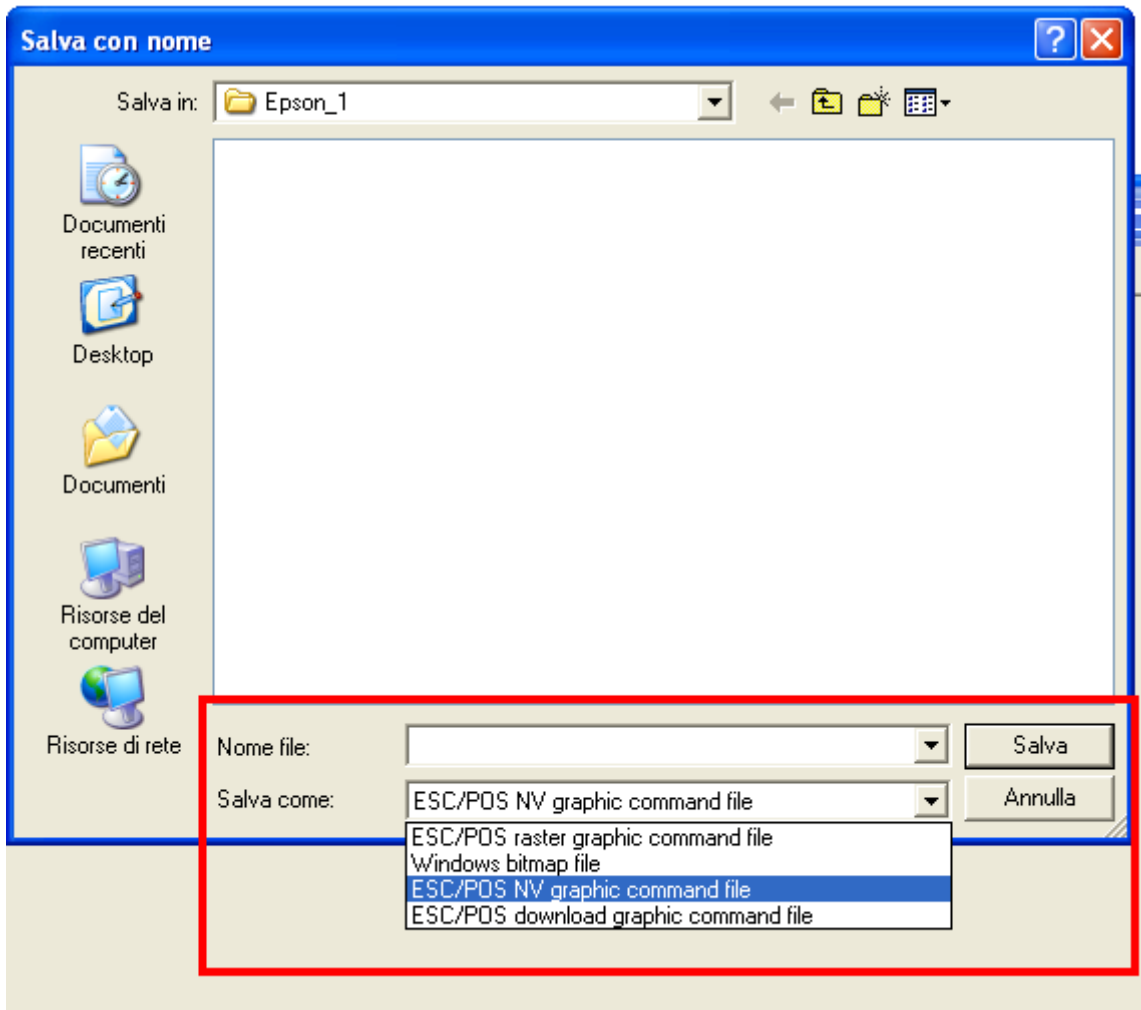 Salva con nome
Salva in:
Epson_1
Documenti
recenti
Desktop
Documenti
Risorse del
computer
Risorse di rete
Nome file:
Salva
Salva come:
ESC/POS NV graphic command file
Annulla
ESC/POS raster graphic command file
Windows bitmap file
ESC/POS NV graphic command file
ESC/POS download graphic command file